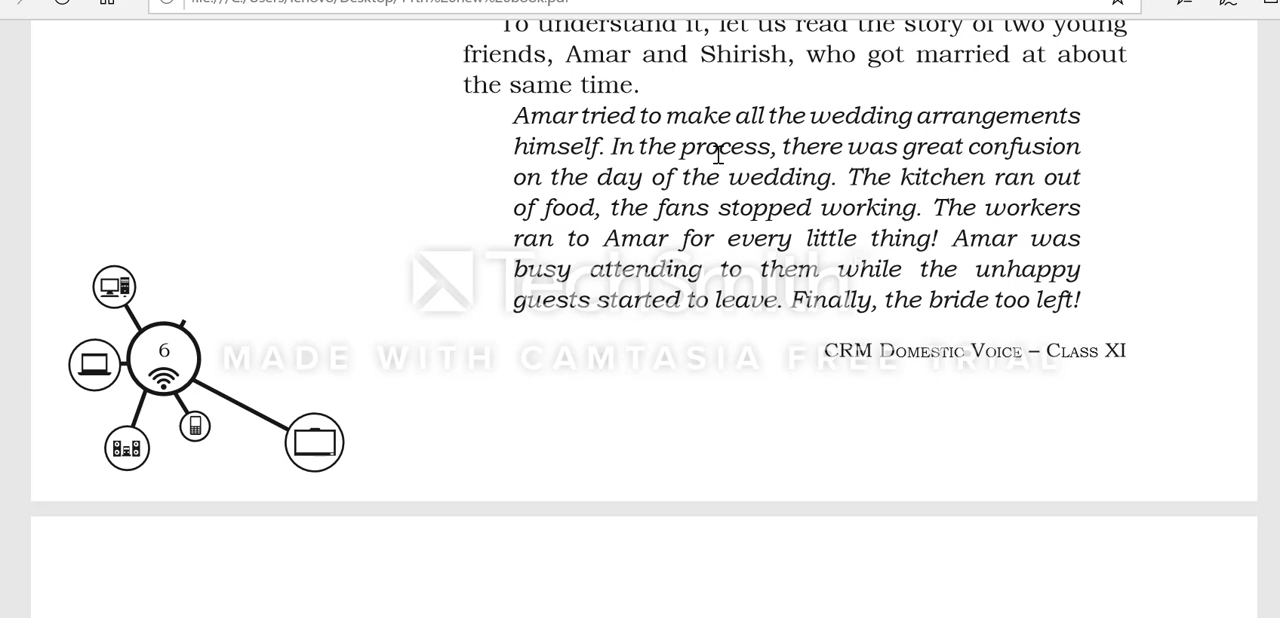 To understand it, let us read the story of two young
friends, Amar and Shirish, who got married at about
the same time.
Amar tried to make all the wedding arrangements
himself. In the process, there was great confusion
on the day of the wedding. The kitchen ran out
of food, the fans stopped working. The workers
ran to Amar for every little thing! Amar was
busy attending to them while the unhappy
guests started to leave. Finally, the bride too left!
TechSmith
MADE WITH CAMTASIA FREE TRIAL
CRM Domestic Voice – Class XI
6